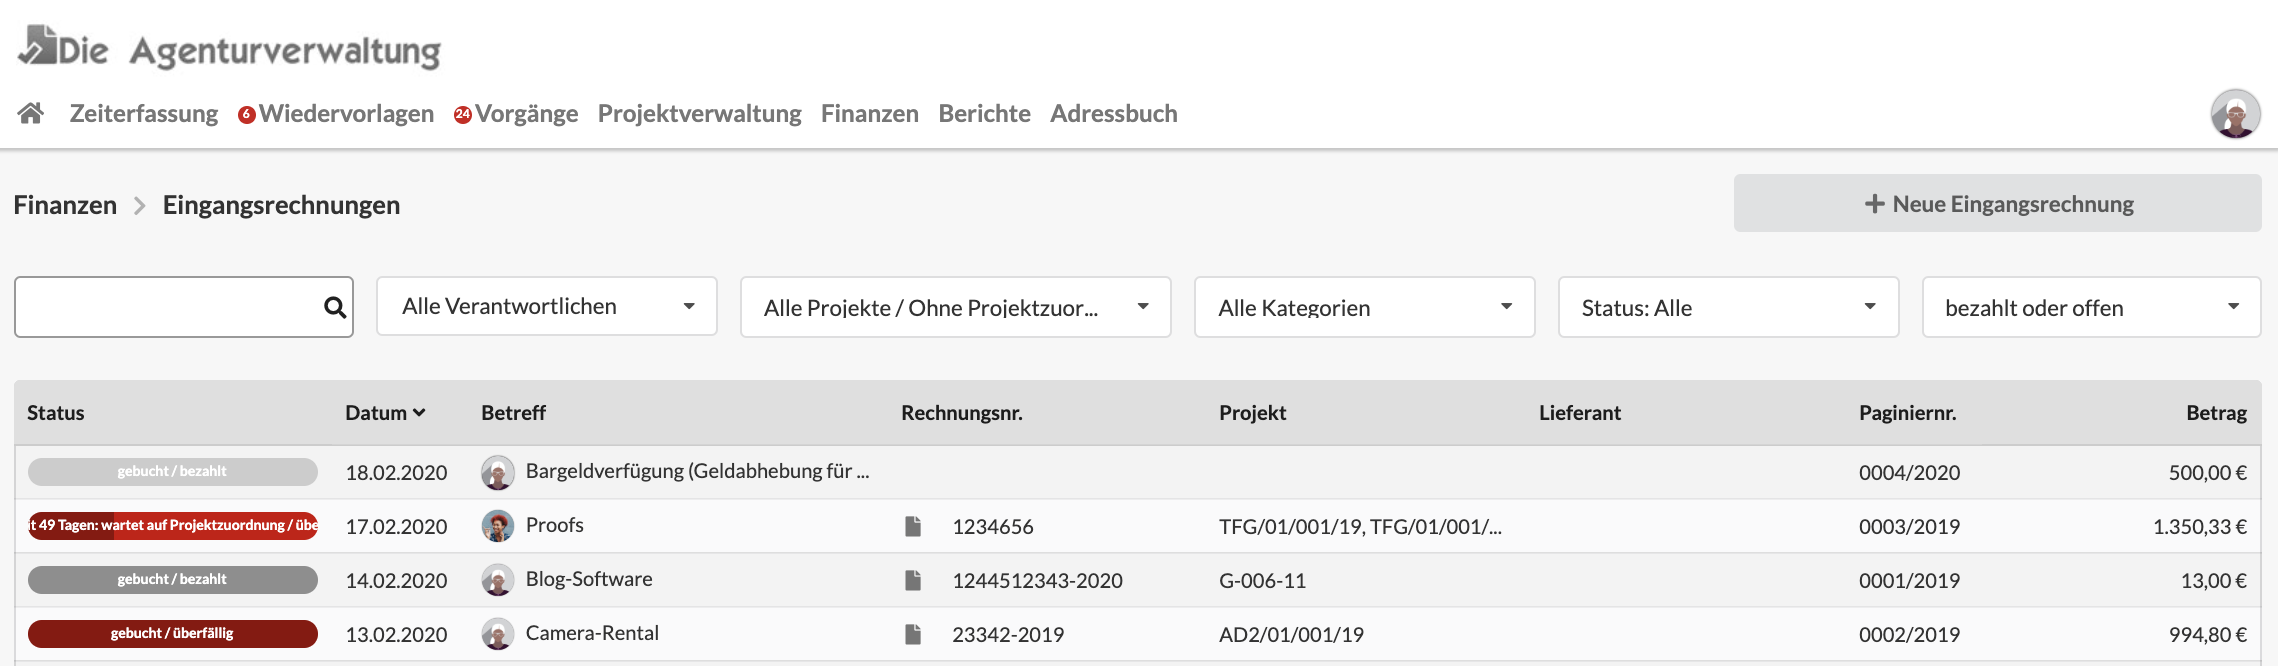 Die Agenturverwaltung
Zeiterfassung 6 Wiedervorlagen 24 Vorgänge Projektverwaltung Finanzen Berichte Adressbuch
Finanzen > Eingangsrechnungen
+ Neue Eingangsrechnung
Alle Verantwortlichen Alle Projekte / Ohne Projektzuor... Alle Kategorien Status: Alle bezahlt oder offen
Status Datum Betreff Rechnungsnr. Projekt Lieferant Paginiernr. Betrag
gebucht / bezahlt 18.02.2020 Bargeldverfügung (Geldabhebung für ... 0004/2020 500,00 €
t 49 Tagen: wartet auf Projektzuordnung / übe 17.02.2020 Proofs 1234656 TFG/01/001/19, TFG/01/001/... 0003/2019 1.350,33 €
gebucht / bezahlt 14.02.2020 Blog-Software 1244512343-2020 G-006-11 0001/2019 13,00 €
gebucht / überfällig 13.02.2020 Camera-Rental 23342-2019 AD2/01/001/19 0002/2019 994,80 €